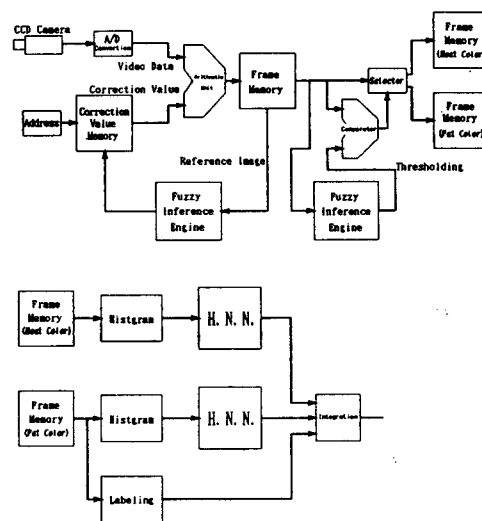 CCD Camera
A/D
Convertion
Video Data
Correction Value
Arithmetic
Unit
Frame
Memory
Selector
Frame
Memory
(Meat Color)
Frame
Memory
(Fat Color)
Address
Correction
Value
Memory
Comparator
Reference Image
Thresholding
Fuzzy
Inference
Engine
Fuzzy
Inference
Engine
Frame
Memory
(Meat Color)
Histgram
H. N. N.
Frame
Memory
(Fat Color)
Histgram
H. N. N.
Integration
Labeling